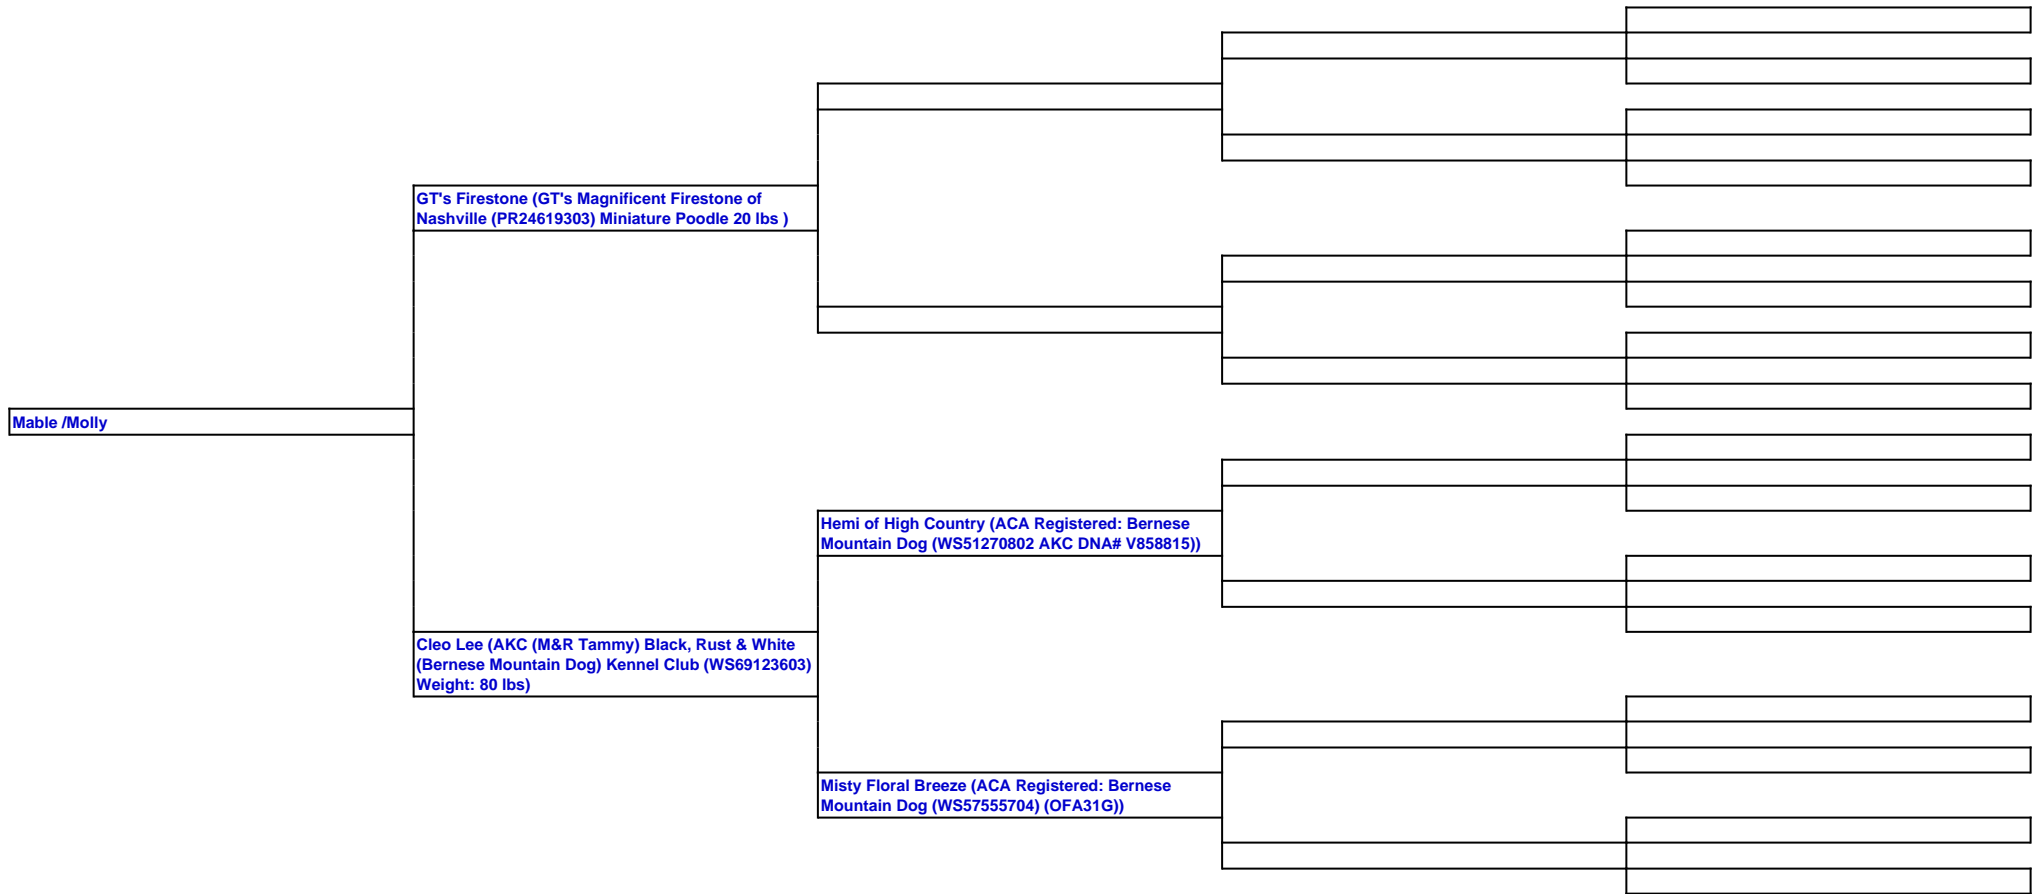 GT's Firestone (GT's Magnificent Firestone of
Nashville (PR24619303) Miniature Poodle 20 lbs )
Mable /Molly
Hemi of High Country (ACA Registered: Bernese
Mountain Dog (WS51270802 AKC DNA# V858815))
Cleo Lee (AKC (M&R Tammy) Black, Rust & White
(Bernese Mountain Dog) Kennel Club (WS69123603)
Weight: 80 lbs)
Misty Floral Breeze (ACA Registered: Bernese
Mountain Dog (WS57555704) (OFA31G))